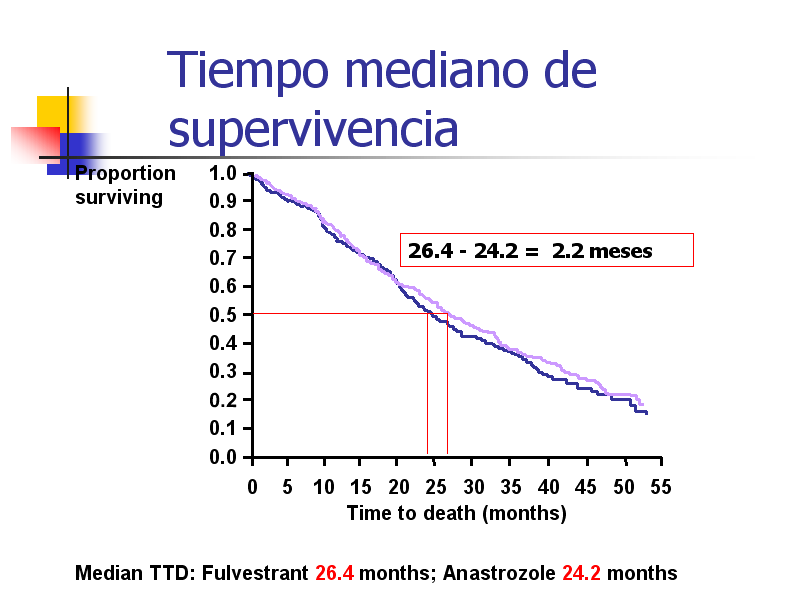 Tiempo mediano de
supervivencia
Proportion
surviving
1.0
0.9
0.8
0.7
0.6
0.5
0.4
0.3
0.2
0.1
0.0
26.4 - 24.2 = 2.2 meses
0 5 10 15 20 25 30 35 40 45 50 55
Time to death (months)
Median TTD: Fulvestrant 26.4 months; Anastrozole 24.2 months